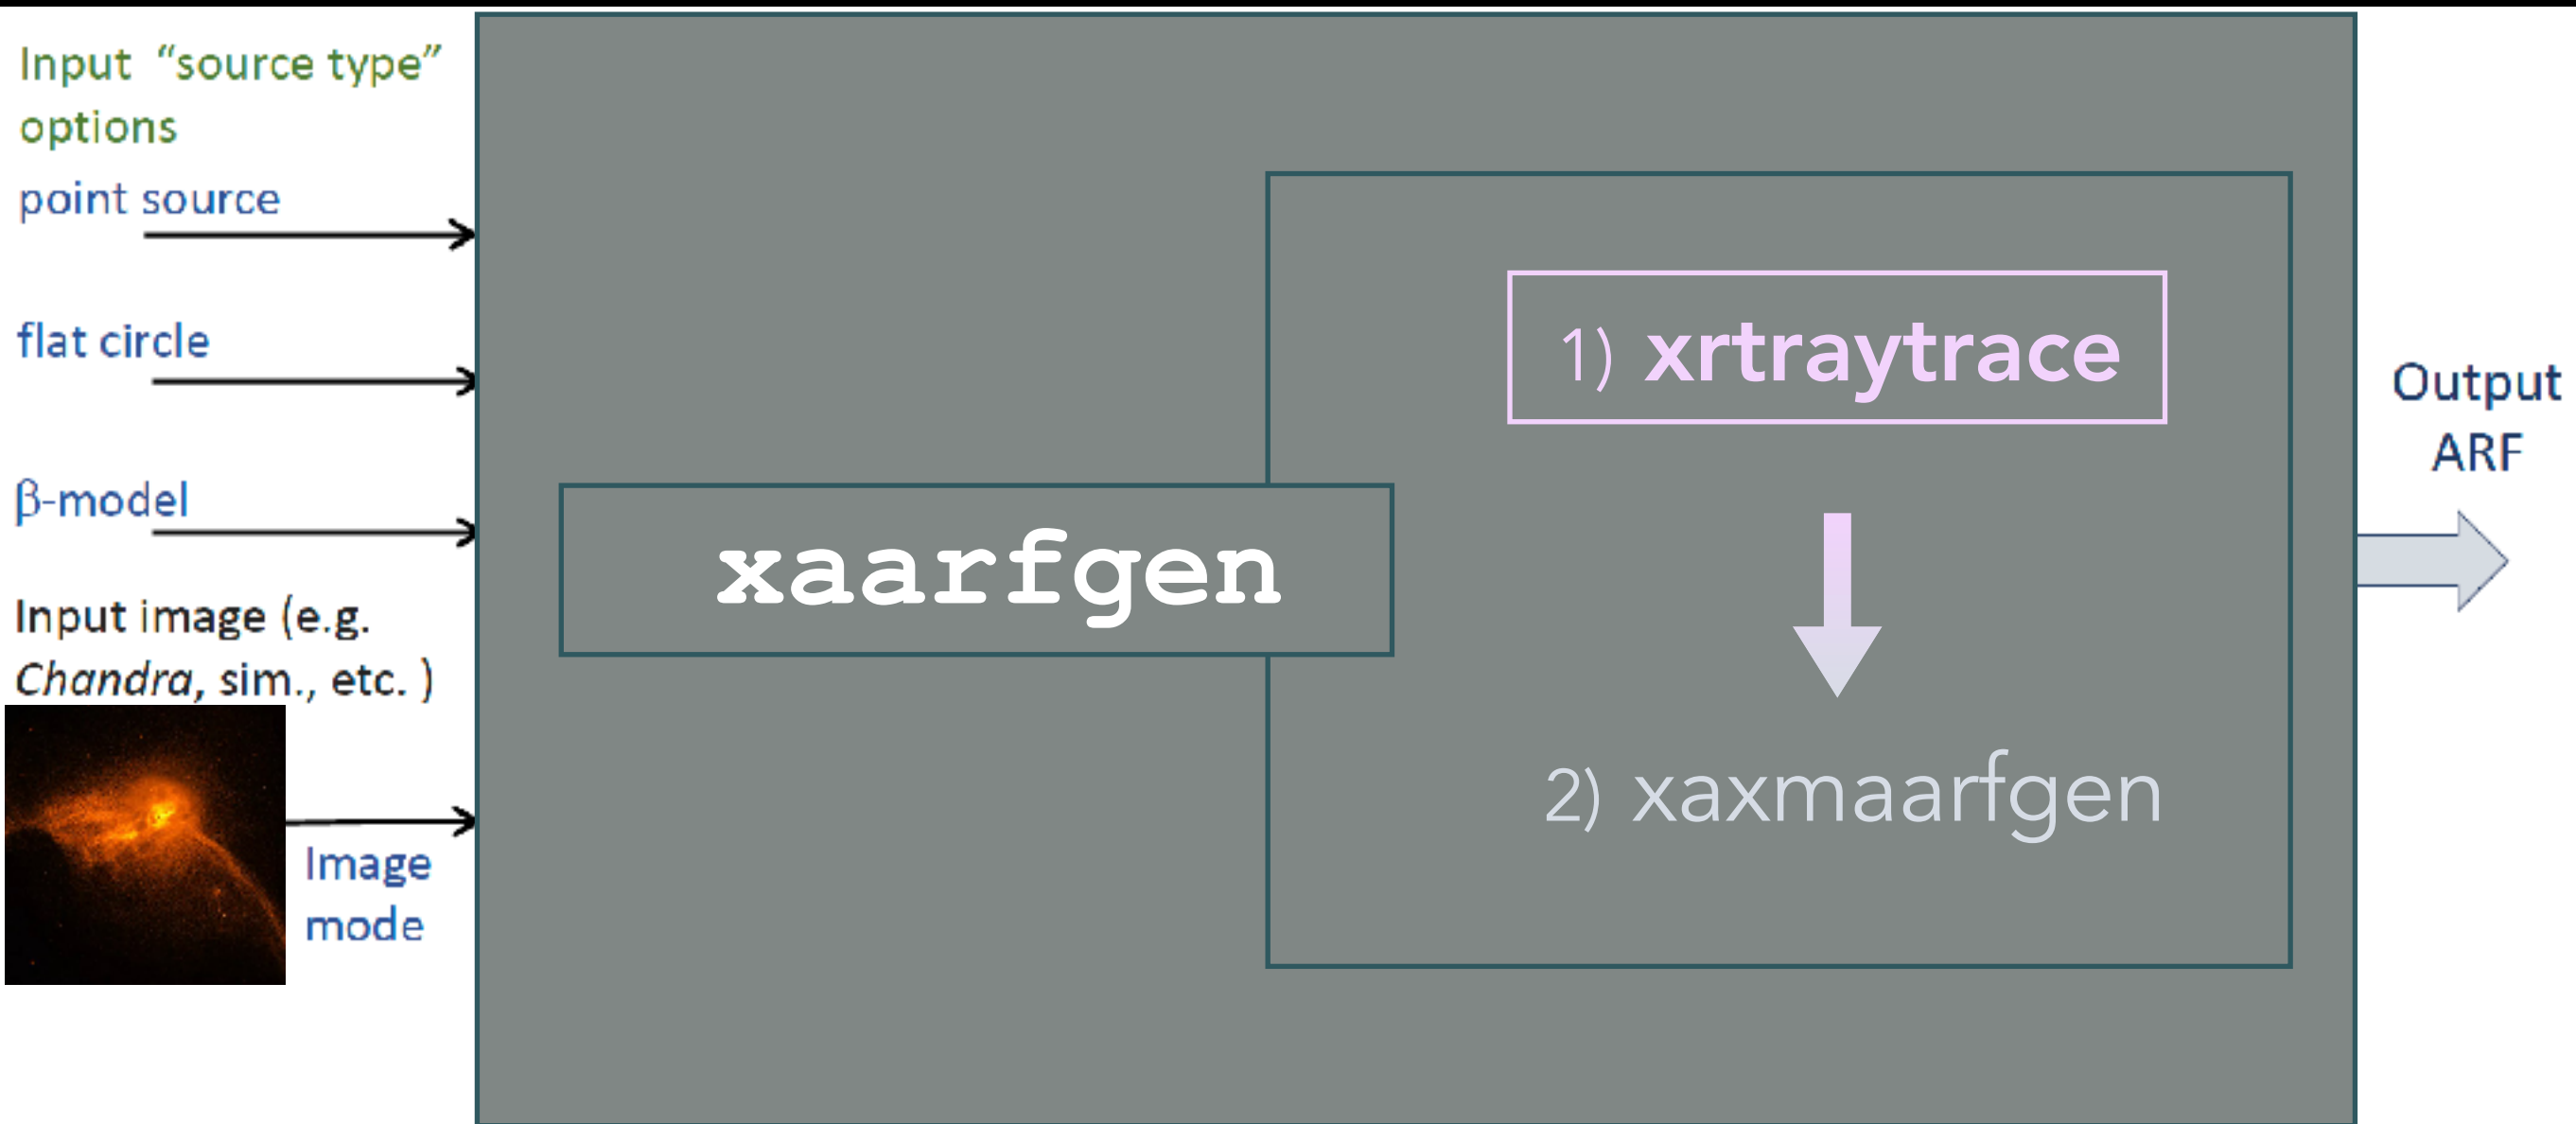 Input “source type”
options
point source
flat circle
β-model
Input image (e.g.
Chandra, sim., etc. )
Image
mode
xaarfgen
1) xrtraytrace
2) xaxmaarfgen
Output
ARF